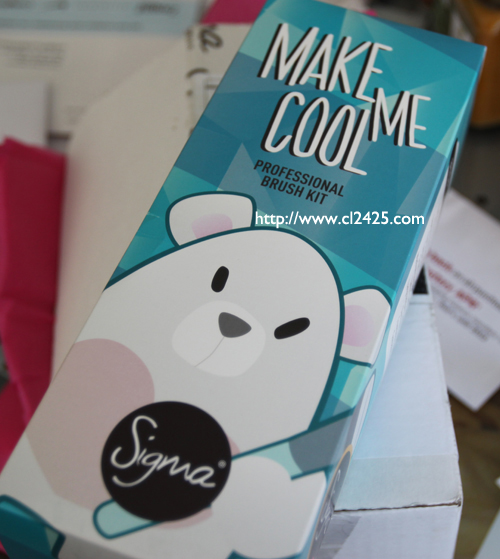 MAKE ME
COOL
PROFESSIONAL
BRUSH KIT
http://www.cl2425.com
Sigma®